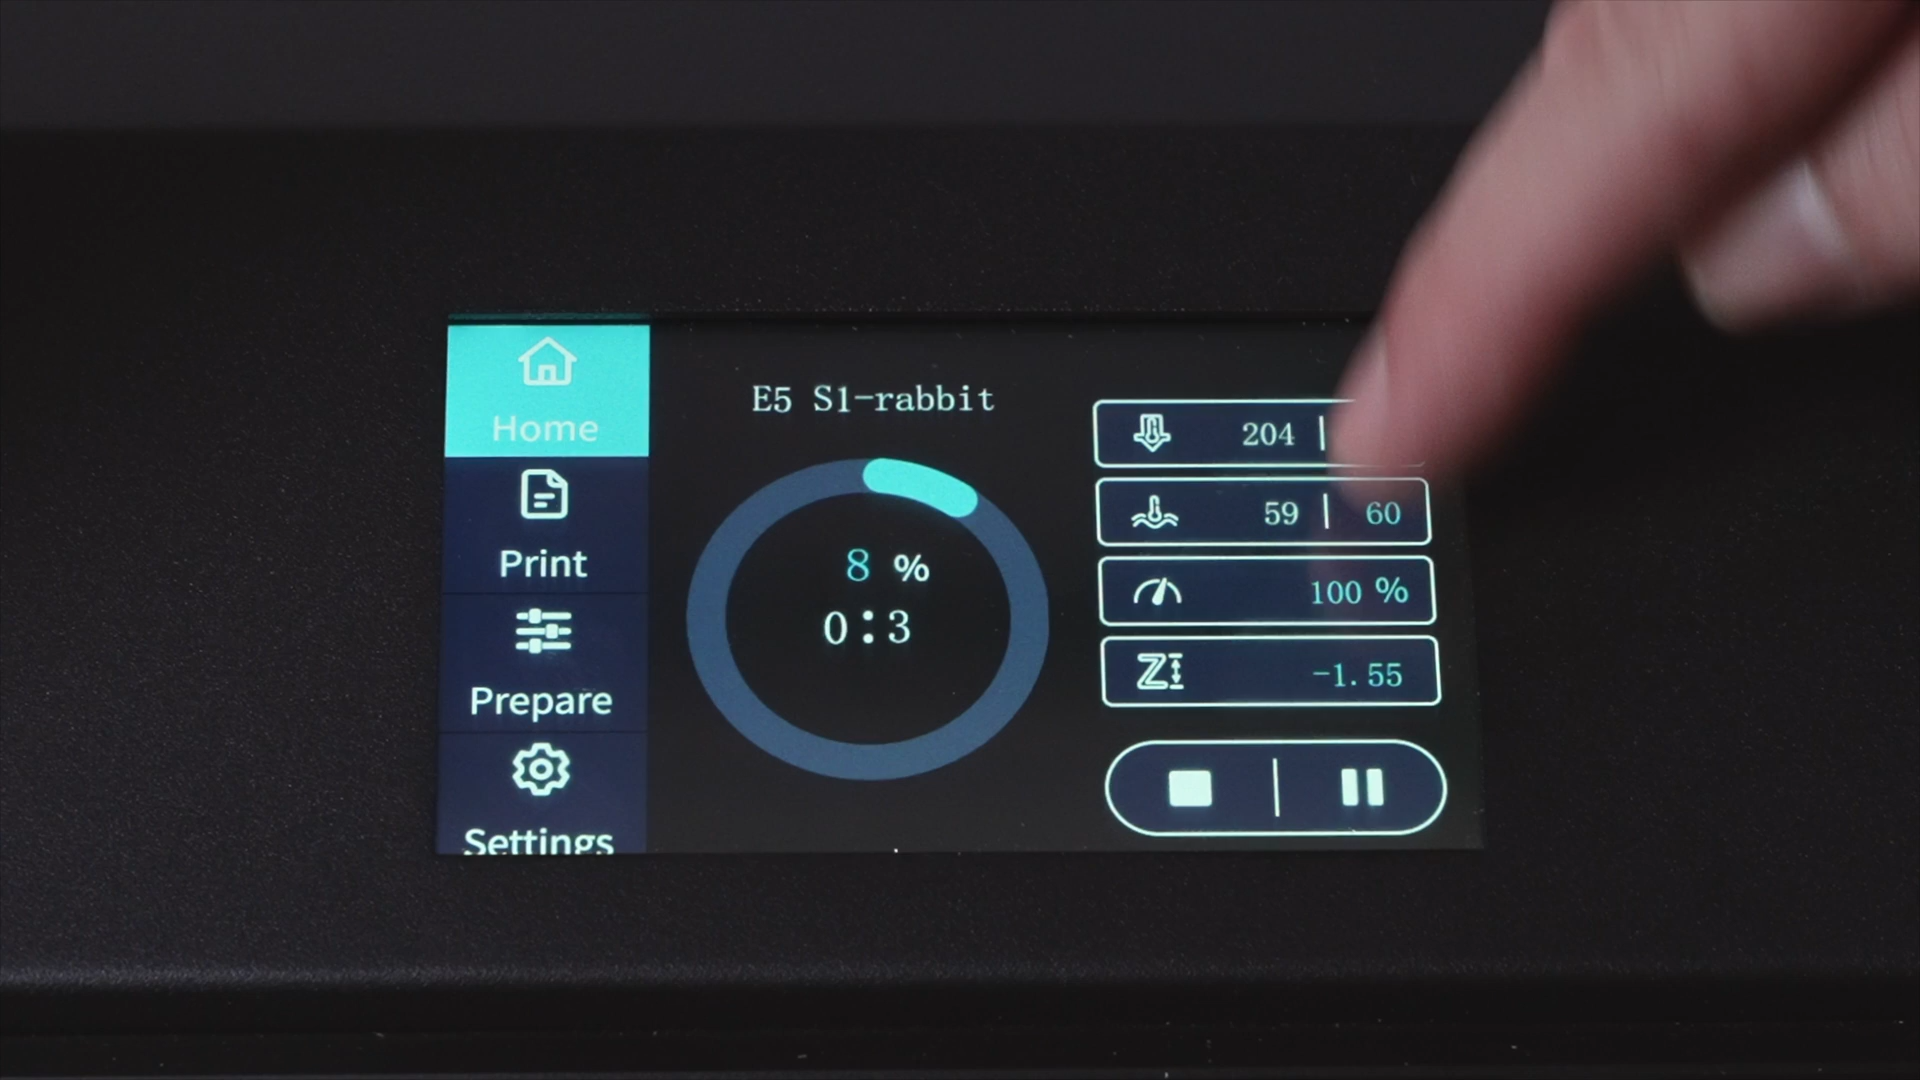 Home
Print
Prepare
Settings
E5 S1-rabbit
8 %
0:3
204 |
59 | 60
100 %
Z
-1.55